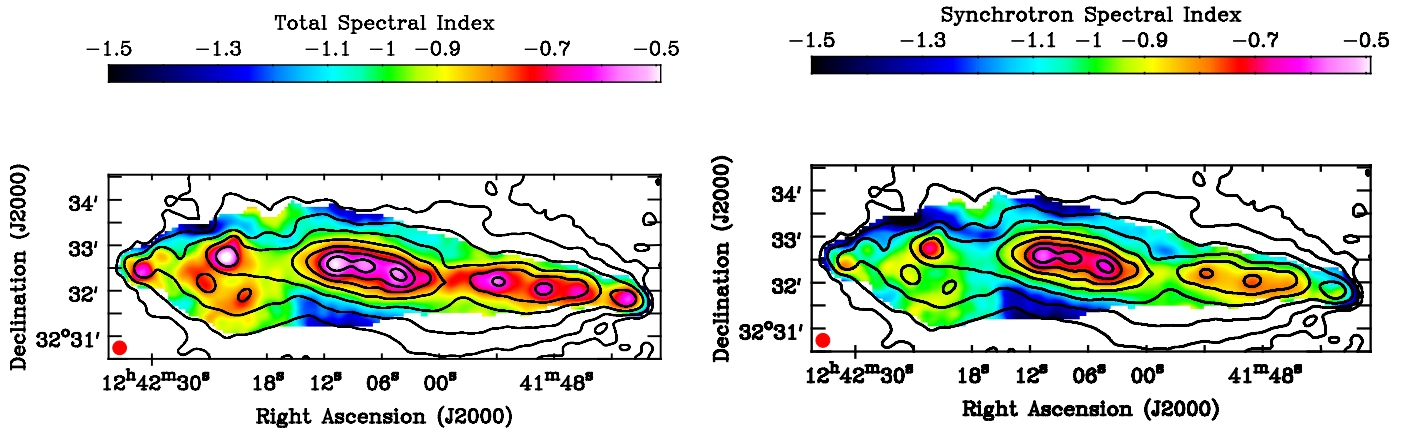 Total Spectral Index
−1.5 −1.3 −1.1 −1 −0.9 −0.7 −0.5
Declination (J2000)
34'
33'
32'
32°31'
12ʰ42ᵐ30ˢ 18ˢ 12ˢ 06ˢ 00ˢ 41ᵐ48ˢ
Right Ascension (J2000)
Synchrotron Spectral Index
−1.5 −1.3 −1.1 −1 −0.9 −0.7 −0.5
Declination (J2000)
34'
33'
32'
32°31'
12ʰ42ᵐ30ˢ 18ˢ 12ˢ 06ˢ 00ˢ 41ᵐ48ˢ
Right Ascension (J2000)